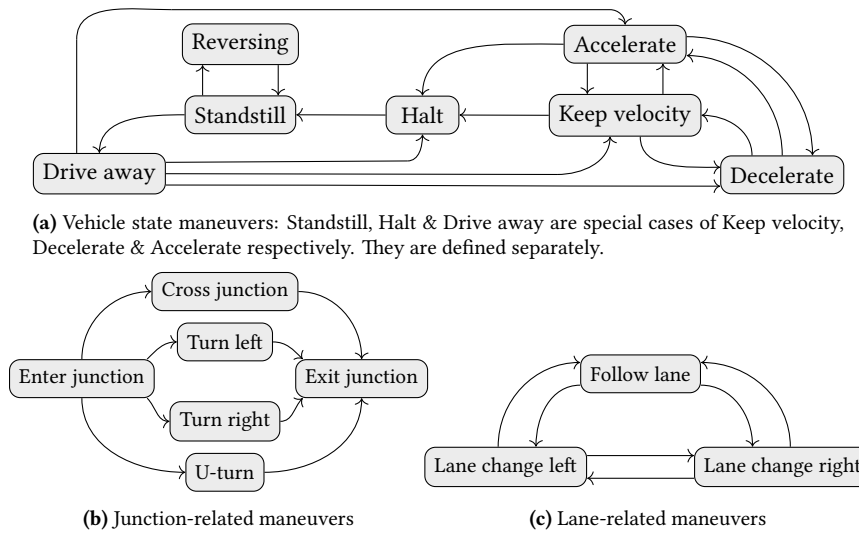 Reversing
Accelerate
Standstill
Halt
Keep velocity
Drive away
Decelerate
(a) Vehicle state maneuvers: Standstill, Halt & Drive away are special cases of Keep velocity,
Decelerate & Accelerate respectively. They are defined separately.
Cross junction
Turn left
Enter junction
Exit junction
Turn right
U-turn
(b) Junction-related maneuvers
Follow lane
Lane change left
Lane change right
(c) Lane-related maneuvers